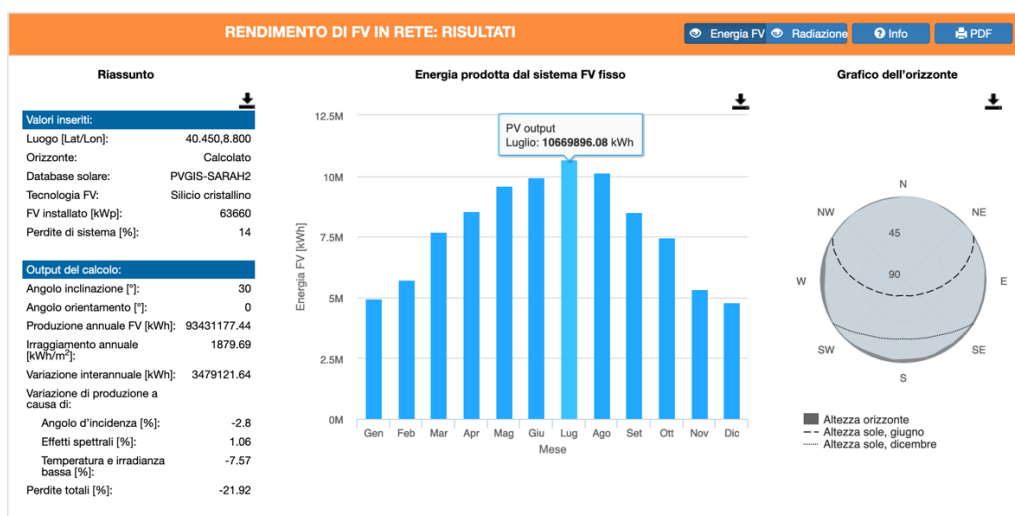 RENDIMENTO DI FV IN RETE: RISULTATI
Energia FV
Radiazione
Info
PDF
Riassunto
Valori inseriti:
Luogo [Lat/Lon]: 40.450,8.800
Orizzonte: Calcolato
Database solare: PVGIS-SARAH2
Tecnologia FV: Silicio cristallino
FV installato [kWp]: 63660
Perdite di sistema [%]: 14
Output del calcolo:
Angolo inclinazione [°]: 30
Angolo orientamento [°]: 0
Produzione annuale FV [kWh]: 93431177.44
Irraggiamento annuale
[kWh/m²]: 1879.69
Variazione interannuale [kWh]: 3479121.64
Variazione di produzione a
causa di:
Angolo d'incidenza [%]: -2.8
Effetti spettrali [%]: 1.06
Temperatura e irradianza
bassa [%]: -7.57
Perdite totali [%]: -21.92
Energia prodotta dal sistema FV fisso
12.5M
10M
7.5M
5M
2.5M
0M
Energia FV [kWh]
PV output
Luglio: 10669896.08 kWh
Gen Feb Mar Apr Mag Giu Lug Ago Set Ott Nov Dic
Mese
Grafico dell'orizzonte
N
NW NE
45
W 90 E
SW SE
S
Altezza orizzonte
Altezza sole, giugno
Altezza sole, dicembre